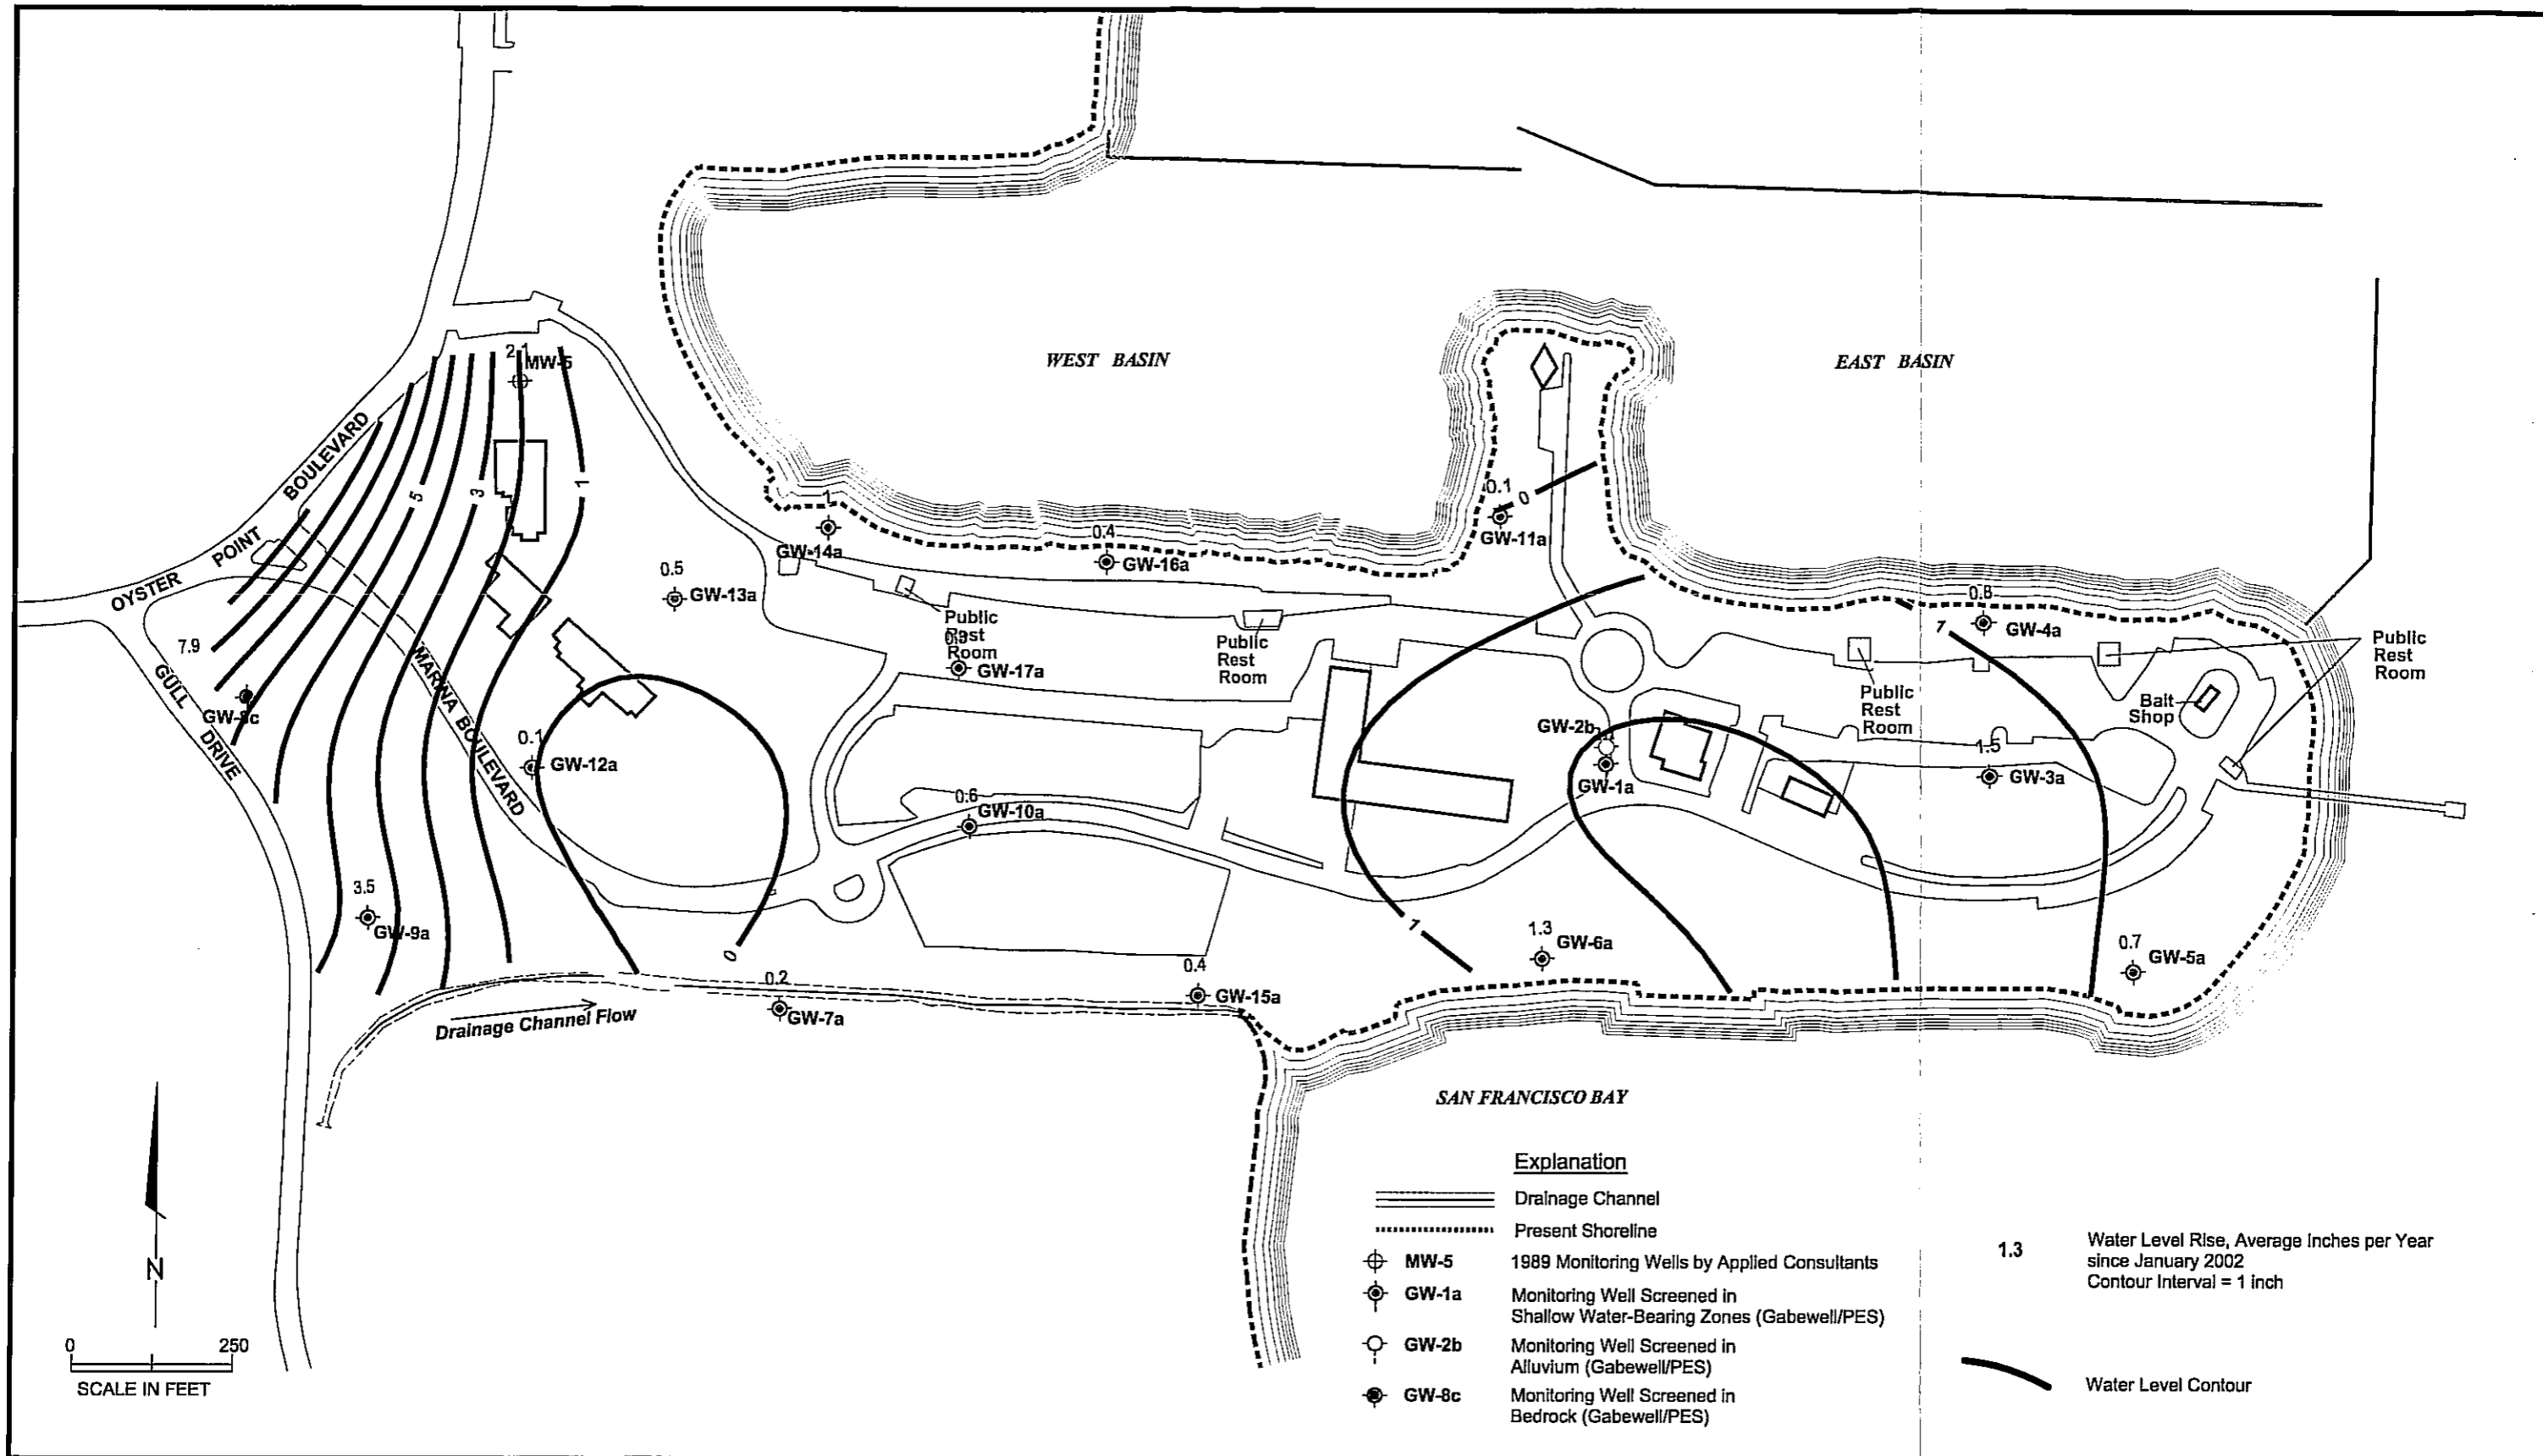 2.1
MW-5
WEST BASIN
EAST BASIN
OYSTER POINT BOULEVARD
5
3
1
1
GW-14a
0.4
GW-16a
0.1
0
GW-11a
0.5
GW-13a
0.8
GW-4a
1
Public
Rest
Room
GW-17a
Public
Rest
Room
Public
Rest
Room
Public
Rest
Room
Bait
Shop
7.9
GW-8c
GULL DRIVE
MARINA BOULEVARD
0.1
GW-12a
GW-2b
GW-1a
1.5
GW-3a
0.6
GW-10a
3.5
GW-9a
0
1
1.3
GW-6a
0.7
GW-5a
0.2
GW-7a
0.4
GW-15a
Drainage Channel Flow
SAN FRANCISCO BAY
N
0 250
SCALE IN FEET
Explanation
Drainage Channel
Present Shoreline
MW-5 1989 Monitoring Wells by Applied Consultants
GW-1a Monitoring Well Screened in
Shallow Water-Bearing Zones (Gabewell/PES)
GW-2b Monitoring Well Screened in
Alluvium (Gabewell/PES)
GW-8c Monitoring Well Screened in
Bedrock (Gabewell/PES)
1.3 Water Level Rise, Average Inches per Year
since January 2002
Contour Interval = 1 inch
Water Level Contour